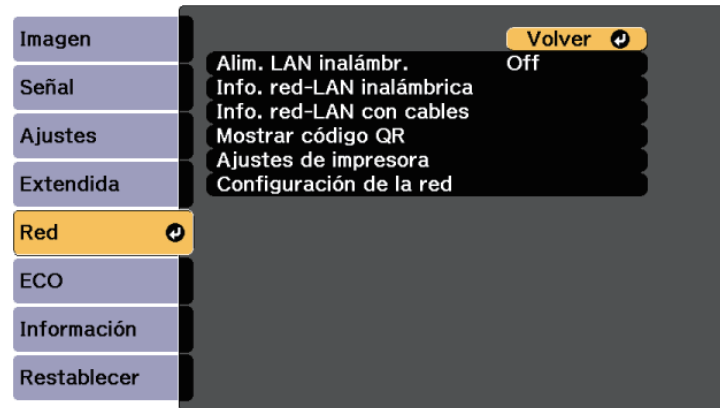 Imagen
Señal
Ajustes
Extendida
Red
ECO
Información
Restablecer
Volver
Alim. LAN inalámbr. Off
Info. red-LAN inalámbrica
Info. red-LAN con cables
Mostrar código QR
Ajustes de impresora
Configuración de la red